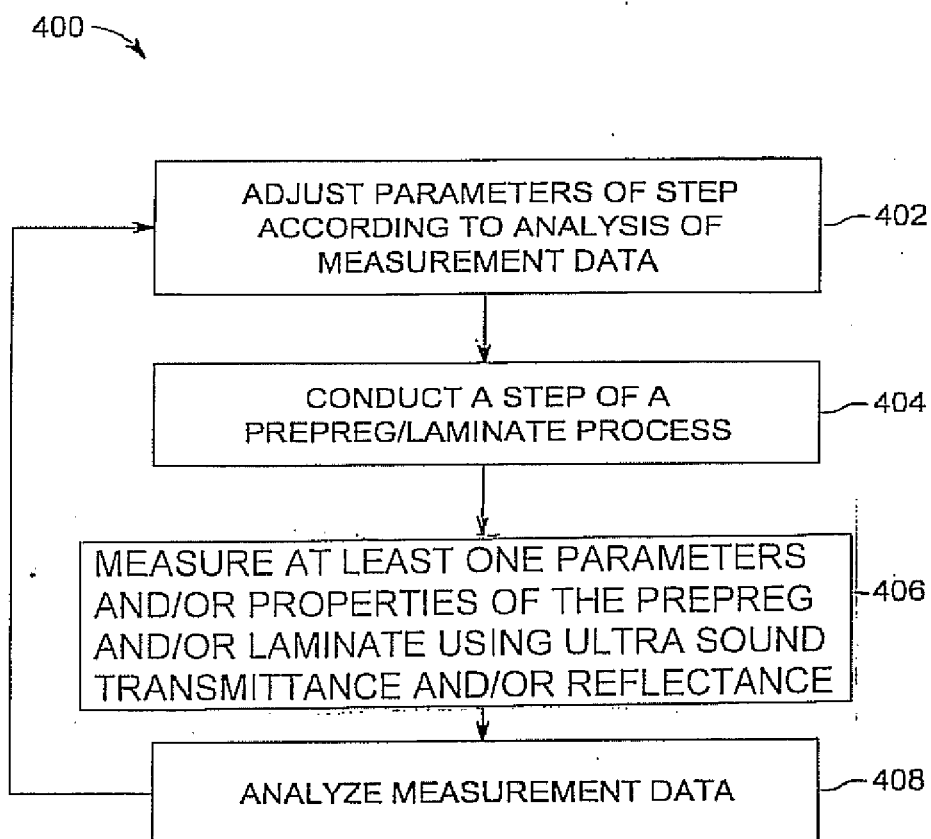 400
ADJUST PARAMETERS OF STEP
ACCORDING TO ANALYSIS OF
MEASUREMENT DATA
402
CONDUCT A STEP OF A
PREPREG/LAMINATE PROCESS
404
MEASURE AT LEAST ONE PARAMETERS
AND/OR PROPERTIES OF THE PREPREG
AND/OR LAMINATE USING ULTRA SOUND
TRANSMITTANCE AND/OR REFLECTANCE
406
ANALYZE MEASUREMENT DATA
408